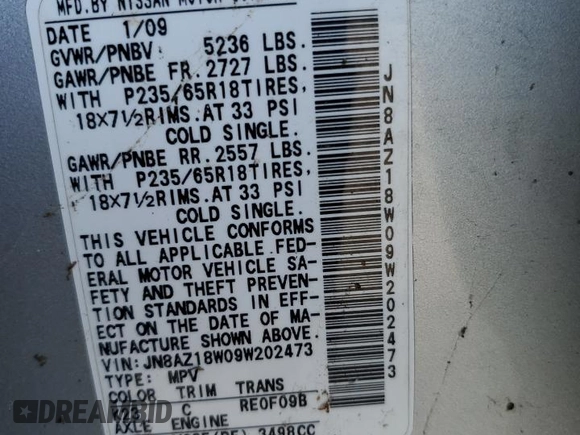 MFD. BY NISSAN MOTOR
DATE 1/09
GVWR/PNBV: 5236 LBS.
GAWR/PNBE FR. 2727 LBS.
WITH P235/65R18TIRES,
18X7½RIMS.AT 33 PSI
COLD SINGLE.
GAWR/PNBE RR. 2557 LBS.
WITH P235/65R18TIRES,
18X7½RIMS.AT 33 PSI
COLD SINGLE.
THIS VEHICLE CONFORMS
TO ALL APPLICABLE FED-
ERAL MOTOR VEHICLE SA-
FETY AND THEFT PREVEN-
TION STANDARDS IN EFF-
ECT ON THE DATE OF MA-
NUFACTURE SHOWN ABOVE.
VIN: JN8AZ18W09W202473
TYPE: MPV
COLOR TRIM TRANS
C RE0F09B
AXLE ENGINE
3498CC
JN8AZ18W09W202473
AUTOBIDCAR